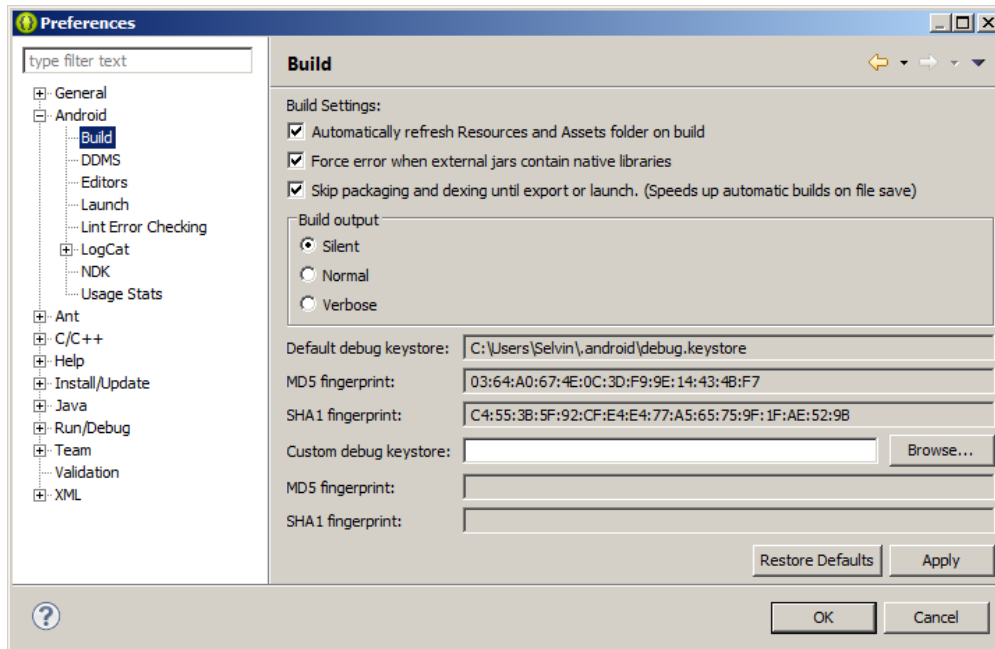 Preferences
type filter text
General
Android
Build
DDMS
Editors
Launch
Lint Error Checking
LogCat
NDK
Usage Stats
Ant
C/C++
Help
Install/Update
Java
Run/Debug
Team
Validation
XML
Build
Build Settings:
Automatically refresh Resources and Assets folder on build
Force error when external jars contain native libraries
Skip packaging and dexing until export or launch. (Speeds up automatic builds on file save)
Build output
Silent
Normal
Verbose
Default debug keystore: C:\Users\Selvin\.android\debug.keystore
MD5 fingerprint: 03:64:A0:67:4E:0C:3D:F9:9E:14:43:4B:F7
SHA1 fingerprint: C4:55:3B:5F:92:CF:E4:E4:77:A5:65:75:9F:1F:AE:52:9B
Custom debug keystore: Browse...
MD5 fingerprint:
SHA1 fingerprint:
Restore Defaults Apply
? OK Cancel